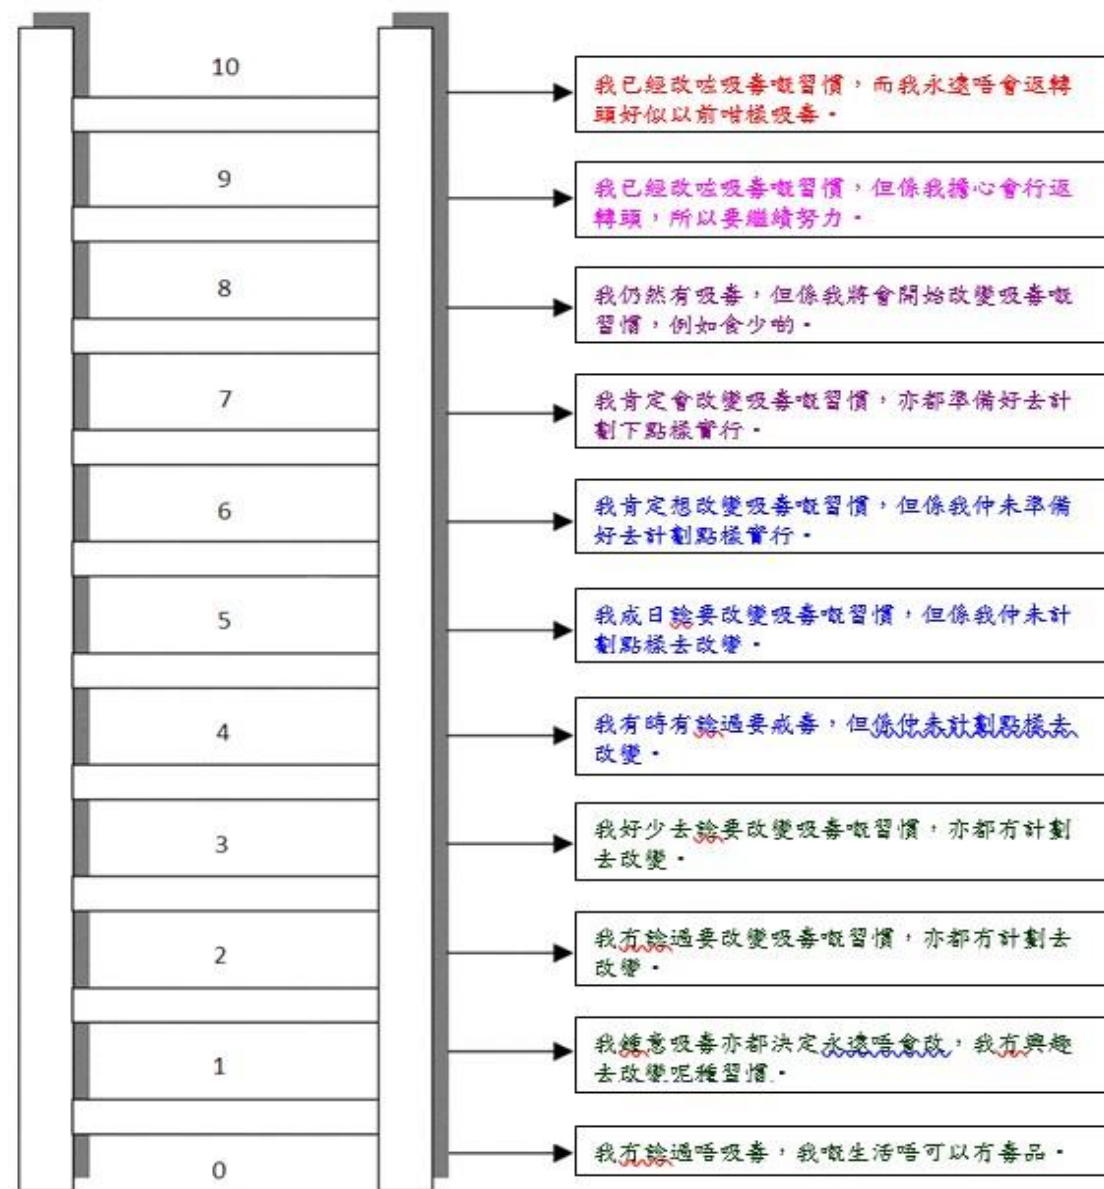 10
我已經改咗吸毒嘅習慣，而我永遠唔會返轉
頭好似以前咁樣吸毒。
9
我已經改咗吸毒嘅習慣，但係我擔心會行返
轉頭，所以要繼續努力。
8
我仍然有吸毒，但係我將會開始改變吸毒嘅
習慣，例如食少啲。
7
我肯定會改變吸毒嘅習慣，亦都準備好去計
劃下點樣實行。
6
我肯定想改變吸毒嘅習慣，但係我仲未準備
好去計劃點樣實行。
5
我成日諗要改變吸毒嘅習慣，但係我仲未計
劃點樣去改變。
4
我有時有諗過要戒毒，但係仲未計劃點樣去
改變。
3
我好少去諗要改變吸毒嘅習慣，亦都冇計劃
去改變。
2
我冇諗過要改變吸毒嘅習慣，亦都冇計劃去
改變。
1
我鍾意吸毒亦都決定永遠唔會改，我冇興趣
去改變呢種習慣。
0
我冇諗過唔吸毒，我嘅生活唔可以冇毒品。